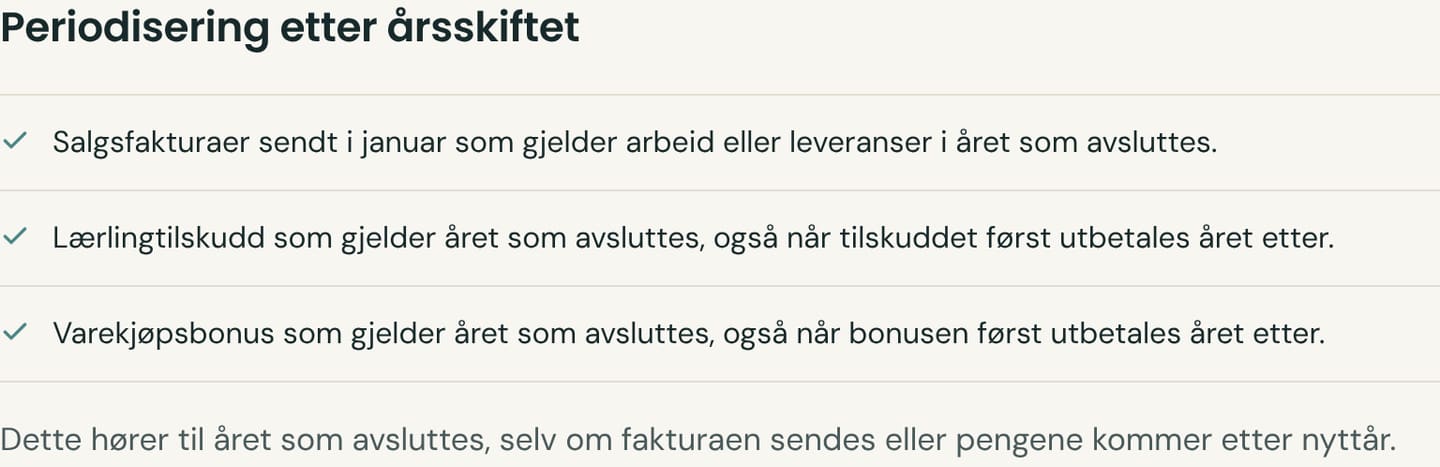 Periodisering etter årsskiftet
Salgsfakturaer sendt i januar som gjelder arbeid eller leveranser i året som avsluttes.
Lærlingtilskudd som gjelder året som avsluttes, også når tilskuddet først utbetales året etter.
Varekjøpsbonus som gjelder året som avsluttes, også når bonusen først utbetales året etter.
Dette hører til året som avsluttes, selv om fakturaen sendes eller pengene kommer etter nyttår.